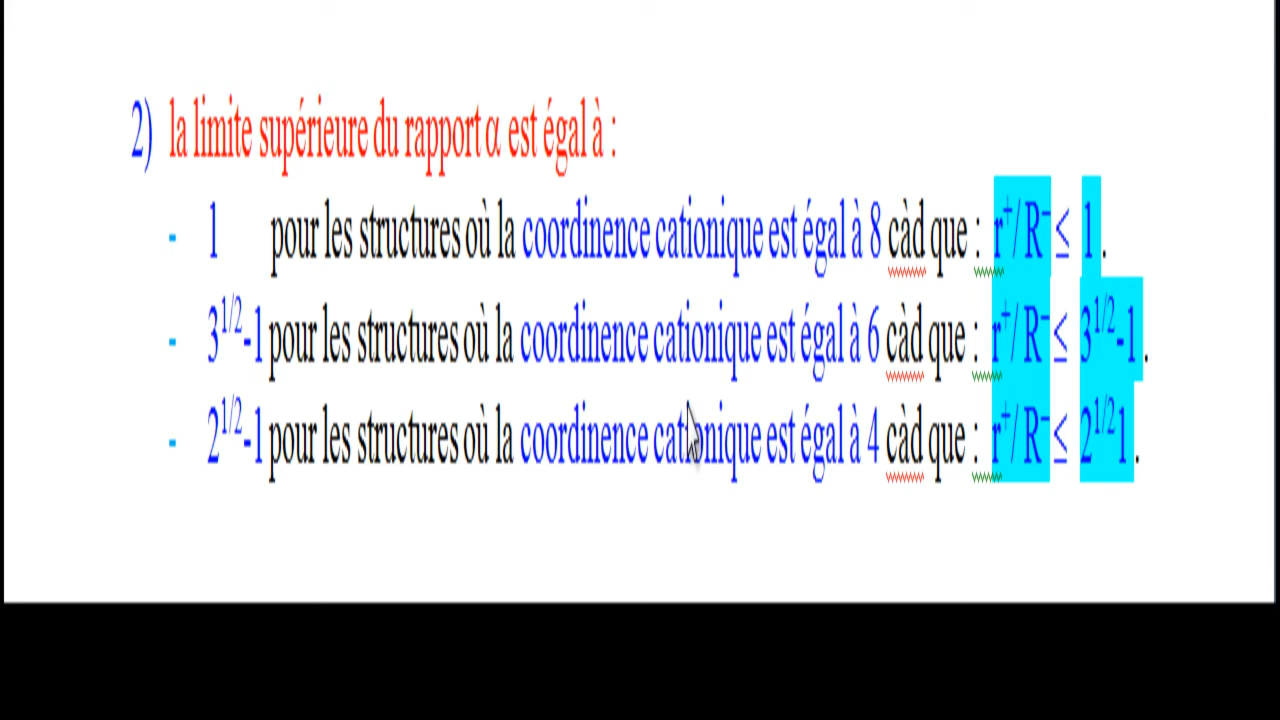 2) la limite supérieure du rapport α est égal à :
- 1 pour les structures où la coordinence cationique est égal à 8 càd que : r⁺/ R⁻ ≤ 1 .
- 3^1/2-1 pour les structures où la coordinence cationique est égal à 6 càd que : r⁺/ R⁻ ≤ 3^1/2-1 .
- 2^1/2-1 pour les structures où la coordinence cationique est égal à 4 càd que : r⁺/ R⁻ ≤ 2^1/21 .